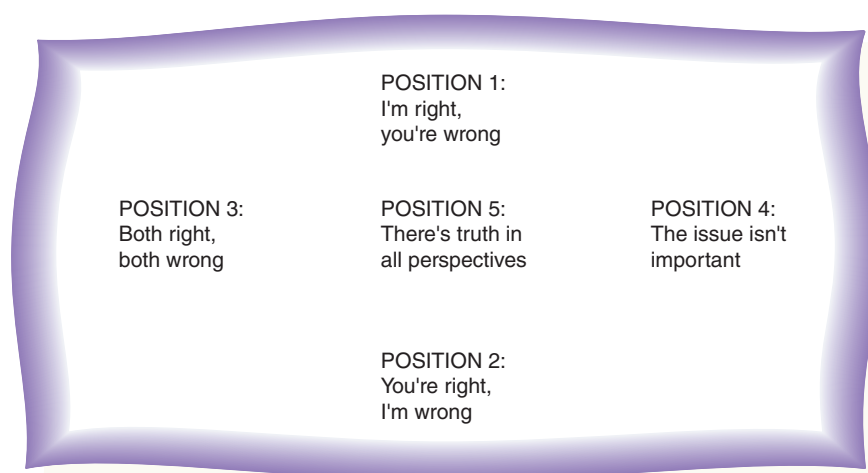 POSITION 1:
I'm right,
you're wrong
POSITION 3:
Both right,
both wrong
POSITION 5:
There's truth in
all perspectives
POSITION 4:
The issue isn't
important
POSITION 2:
You're right,
I'm wrong